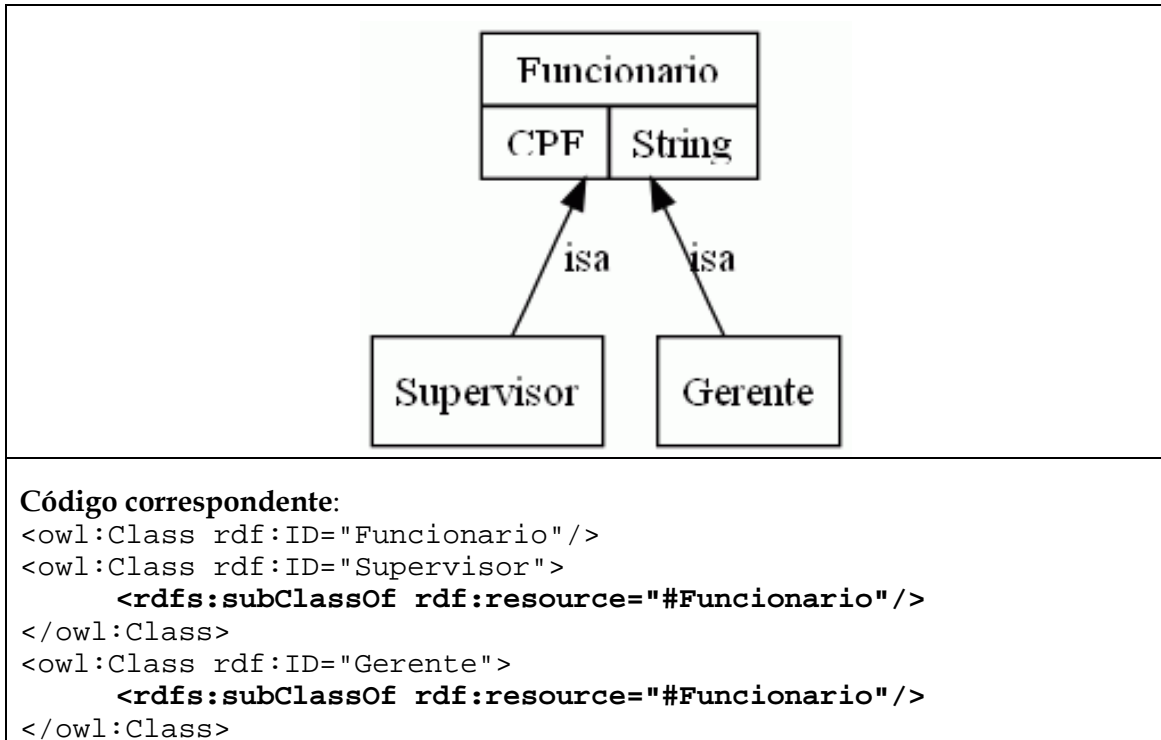 Funcionario
CPF String
isa isa
Supervisor Gerente
Código correspondente:
<owl:Class rdf:ID="Funcionario"/>
<owl:Class rdf:ID="Supervisor">
<rdfs:subClassOf rdf:resource="#Funcionario"/>
</owl:Class>
<owl:Class rdf:ID="Gerente">
<rdfs:subClassOf rdf:resource="#Funcionario"/>
</owl:Class>